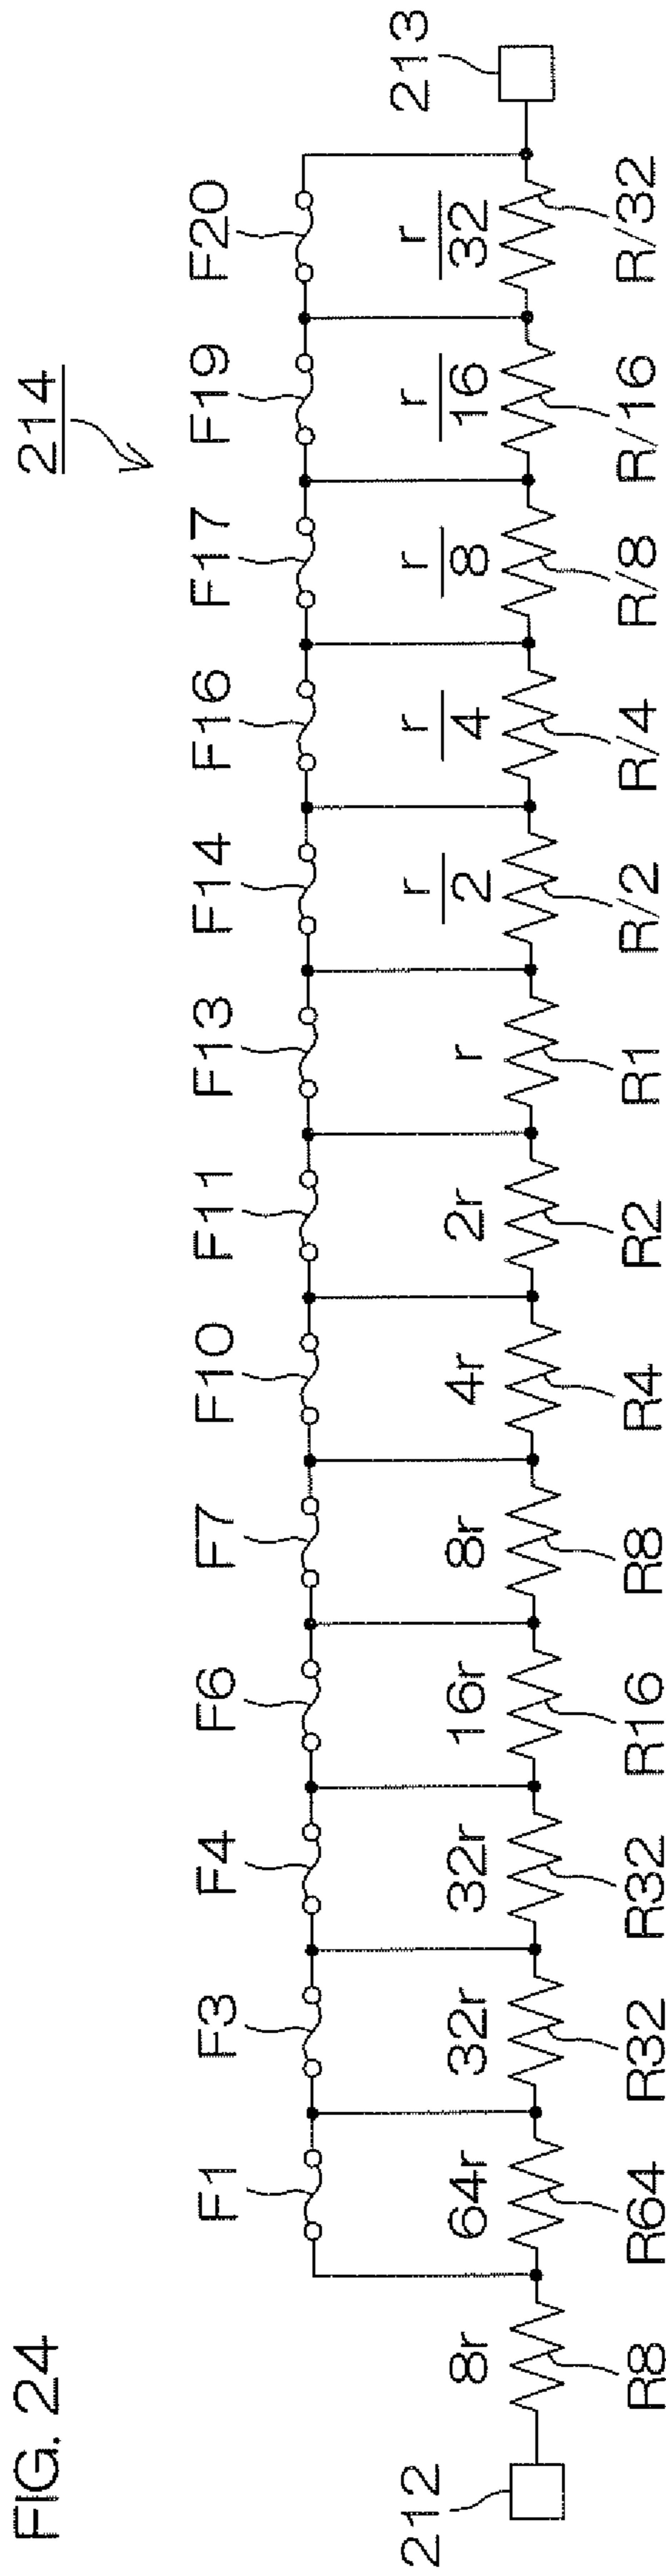 FIG. 24
214
F1 F3 F4 F6 F7 F10 F11 F13 F14 F16 F17 F19 F20
212 213
8r 64r 32r 32r 16r 8r 4r 2r r r/2 r/4 r/8 r/16 r/32
R8 R64 R32 R32 R16 R8 R4 R2 R1 R/2 R/4 R/8 R/16 R/32